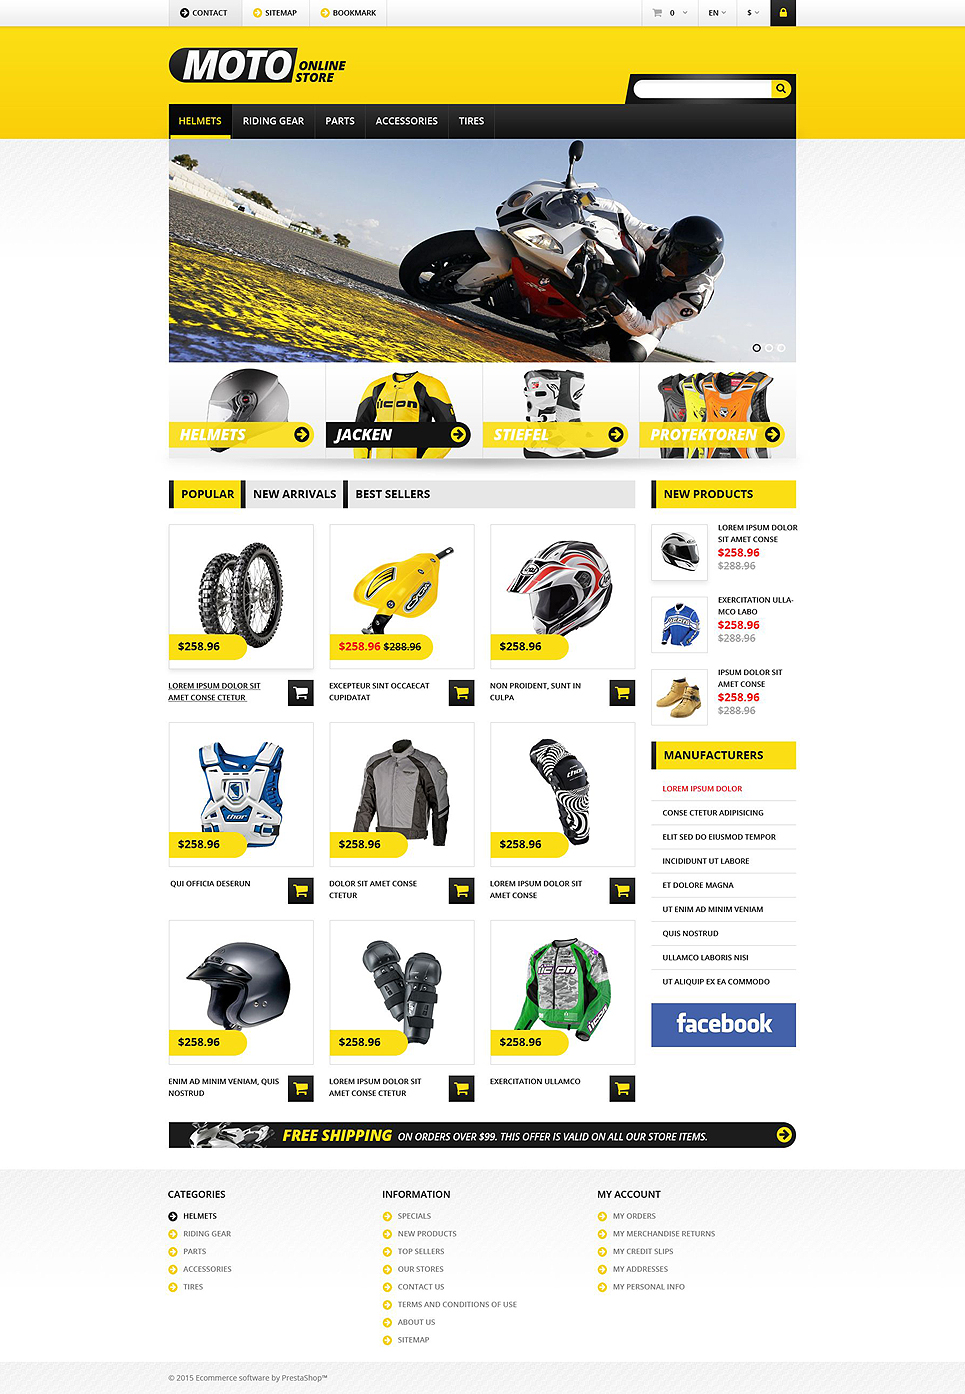 CONTACT
SITEMAP
BOOKMARK
0
EN
$
MOTO ONLINE
STORE
HELMETS
RIDING GEAR
PARTS
ACCESSORIES
TIRES
HELMETS
JACKEN
STIEFEL
PROTEKTOREN
POPULAR
NEW ARRIVALS
BEST SELLERS
$258.96
LOREM IPSUM DOLOR SIT
AMET CONSE CTETUR
$258.96 $288.96
EXCEPTEUR SINT OCCAECAT
CUPIDATAT
$258.96
NON PROIDENT, SUNT IN
CULPA
thor
$258.96
QUI OFFICIA DESERUN
$258.96
DOLOR SIT AMET CONSE
CTETUR
thor
$258.96
LOREM IPSUM DOLOR SIT
AMET CONSE
$258.96
ENIM AD MINIM VENIAM, QUIS
NOSTRUD
$258.96
LOREM IPSUM DOLOR SIT
AMET CONSE CTETUR
$258.96
EXERCITATION ULLAMCO
NEW PRODUCTS
LOREM IPSUM DOLOR
SIT AMET CONSE
$258.96
$288.96
EXERCITATION ULLA-
MCO LABO
$258.96
$288.96
IPSUM DOLOR SIT
AMET CONSE
$258.96
$288.96
MANUFACTURERS
LOREM IPSUM DOLOR
CONSE CTETUR ADIPISICING
ELIT SED DO EIUSMOD TEMPOR
INCIDIDUNT UT LABORE
ET DOLORE MAGNA
UT ENIM AD MINIM VENIAM
QUIS NOSTRUD
ULLAMCO LABORIS NISI
UT ALIQUIP EX EA COMMODO
facebook
FREE SHIPPING ON ORDERS OVER $99. THIS OFFER IS VALID ON ALL OUR STORE ITEMS.
CATEGORIES
HELMETS
RIDING GEAR
PARTS
ACCESSORIES
TIRES
INFORMATION
SPECIALS
NEW PRODUCTS
TOP SELLERS
OUR STORES
CONTACT US
TERMS AND CONDITIONS OF USE
ABOUT US
SITEMAP
MY ACCOUNT
MY ORDERS
MY MERCHANDISE RETURNS
MY CREDIT SLIPS
MY ADDRESSES
MY PERSONAL INFO
© 2015 Ecommerce software by PrestaShop™